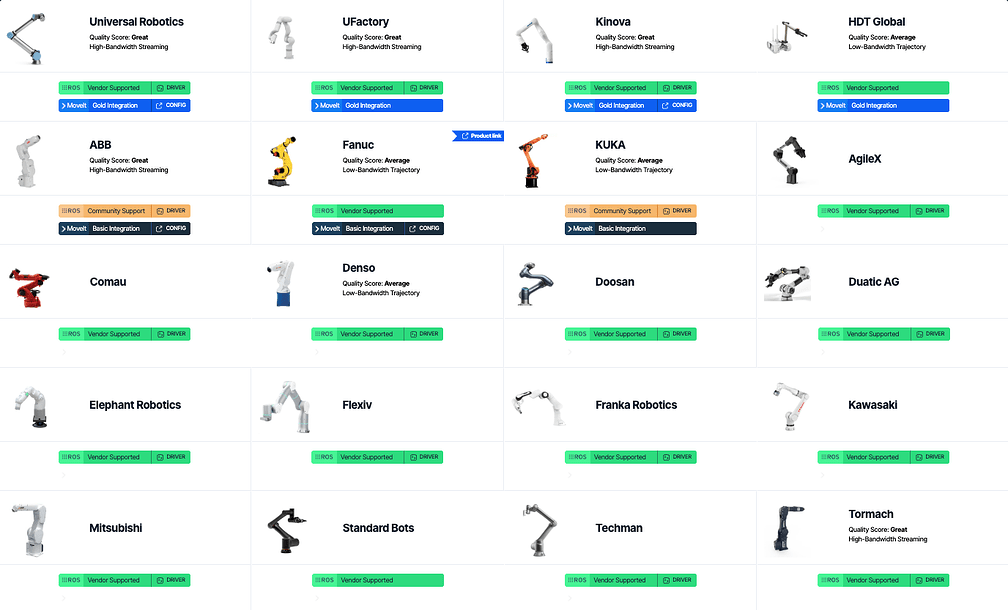 Universal Robotics
Quality Score: Great
High-Bandwidth Streaming
UFactory
Quality Score: Great
High-Bandwidth Streaming
Kinova
Quality Score: Great
High-Bandwidth Streaming
HDT Global
Quality Score: Average
Low-Bandwidth Trajectory
ROS Vendor Supported DRIVER
MoveIt Gold Integration CONFIG
ROS Vendor Supported DRIVER
MoveIt Gold Integration
ROS Vendor Supported DRIVER
MoveIt Gold Integration CONFIG
ROS Vendor Supported
MoveIt Gold Integration
ABB
Quality Score: Great
High-Bandwidth Streaming
Product link
Fanuc
Quality Score: Average
Low-Bandwidth Trajectory
KUKA
Quality Score: Average
Low-Bandwidth Trajectory
AgileX
ROS Community Support DRIVER
MoveIt Basic Integration CONFIG
ROS Vendor Supported
MoveIt Basic Integration CONFIG
ROS Community Support DRIVER
MoveIt Basic Integration
ROS Vendor Supported DRIVER
Comau
Denso
Quality Score: Average
Low-Bandwidth Trajectory
Doosan
Duatic AG
ROS Vendor Supported DRIVER
ROS Vendor Supported DRIVER
ROS Vendor Supported DRIVER
ROS Vendor Supported DRIVER
Elephant Robotics
Flexiv
Franka Robotics
Kawasaki
ROS Vendor Supported DRIVER
ROS Vendor Supported DRIVER
ROS Vendor Supported DRIVER
ROS Vendor Supported DRIVER
Mitsubishi
Standard Bots
Techman
Tormach
Quality Score: Great
High-Bandwidth Streaming
ROS Vendor Supported DRIVER
ROS Vendor Supported
ROS Vendor Supported DRIVER
ROS Vendor Supported DRIVER